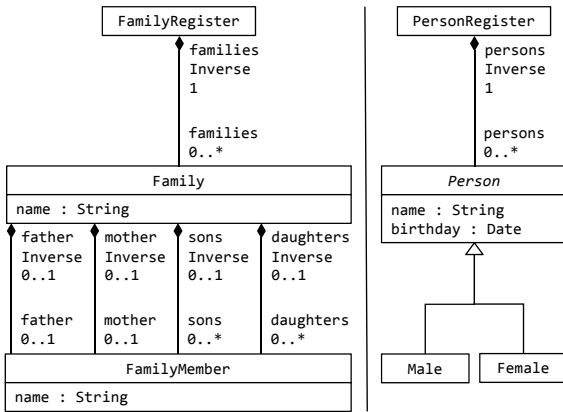 FamilyRegister
families
Inverse
1
families
0..*
Family
name : String
father
Inverse
0..1
father
0..1
mother
Inverse
0..1
mother
0..1
sons
Inverse
0..1
sons
0..*
daughters
Inverse
0..1
daughters
0..*
FamilyMember
name : String
PersonRegister
persons
Inverse
1
persons
0..*
Person
name : String
birthday : Date
Male
Female